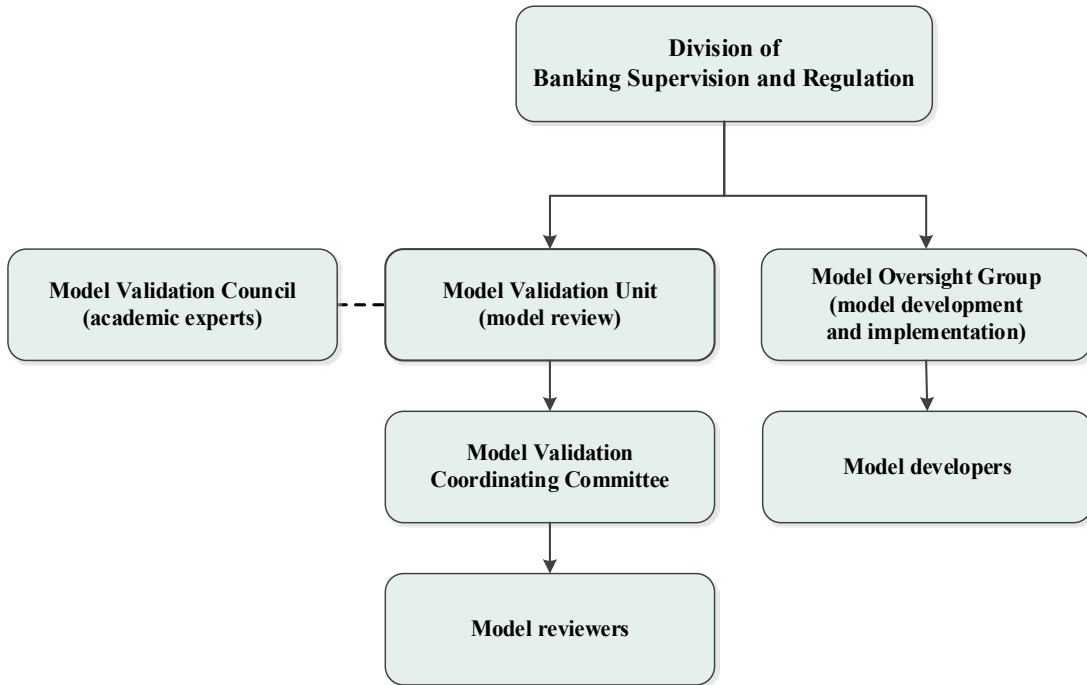 Division of
Banking Supervision and Regulation
Model Validation Council
(academic experts)
Model Validation Unit
(model review)
Model Oversight Group
(model development
and implementation)
Model Validation
Coordinating Committee
Model developers
Model reviewers